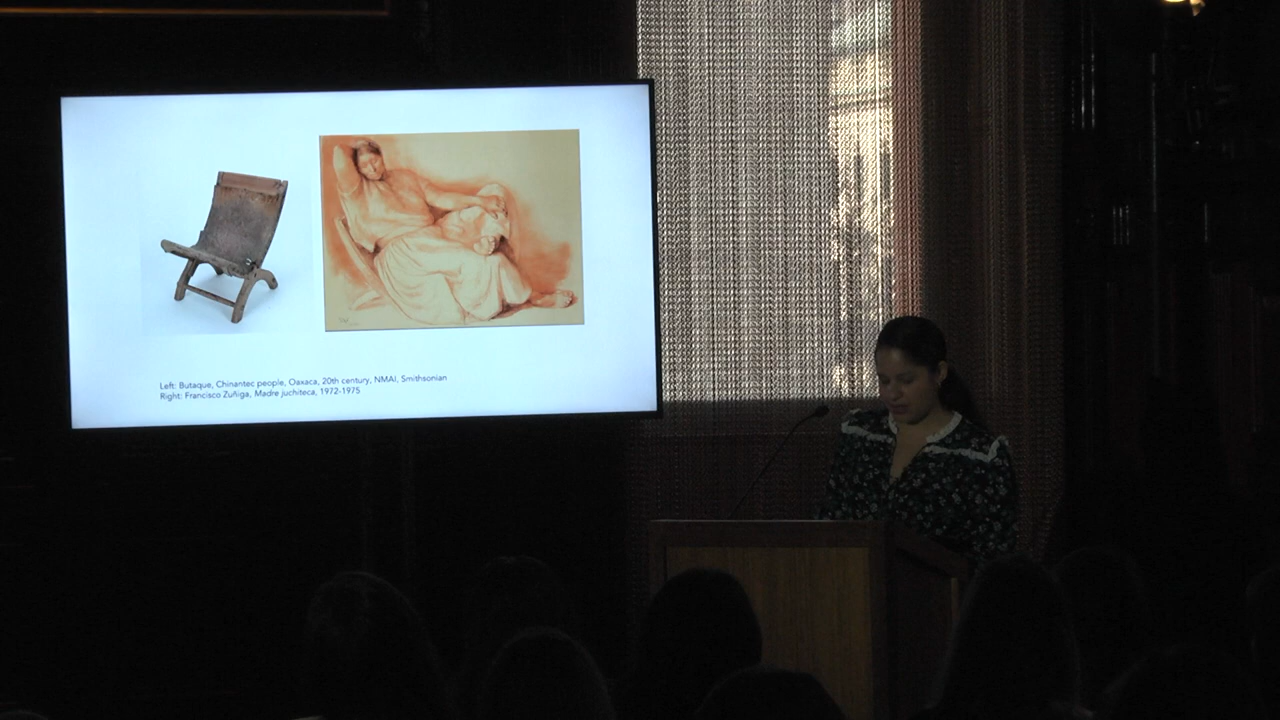 Left: Butaque, Chinantec people, Oaxaca, 20th century, NMAI, Smithsonian
Right: Francisco Zuñiga, Madre juchiteca, 1972-1975